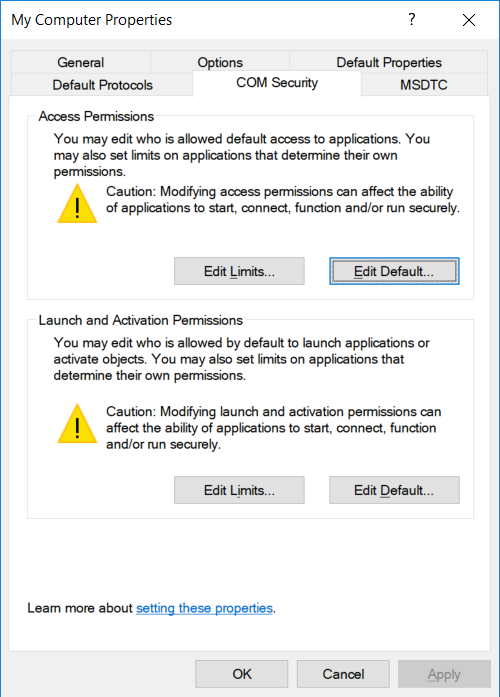 My Computer Properties
?
General Options Default Properties
Default Protocols COM Security MSDTC
Access Permissions
You may edit who is allowed default access to applications. You
may also set limits on applications that determine their own
permissions.
Caution: Modifying access permissions can affect the ability
of applications to start, connect, function and/or run securely.
Edit Limits... Edit Default...
Launch and Activation Permissions
You may edit who is allowed by default to launch applications or
activate objects. You may also set limits on applications that
determine their own permissions.
Caution: Modifying launch and activation permissions can
affect the ability of applications to start, connect, function
and/or run securely.
Edit Limits... Edit Default...
Learn more about setting these properties.
OK Cancel Apply